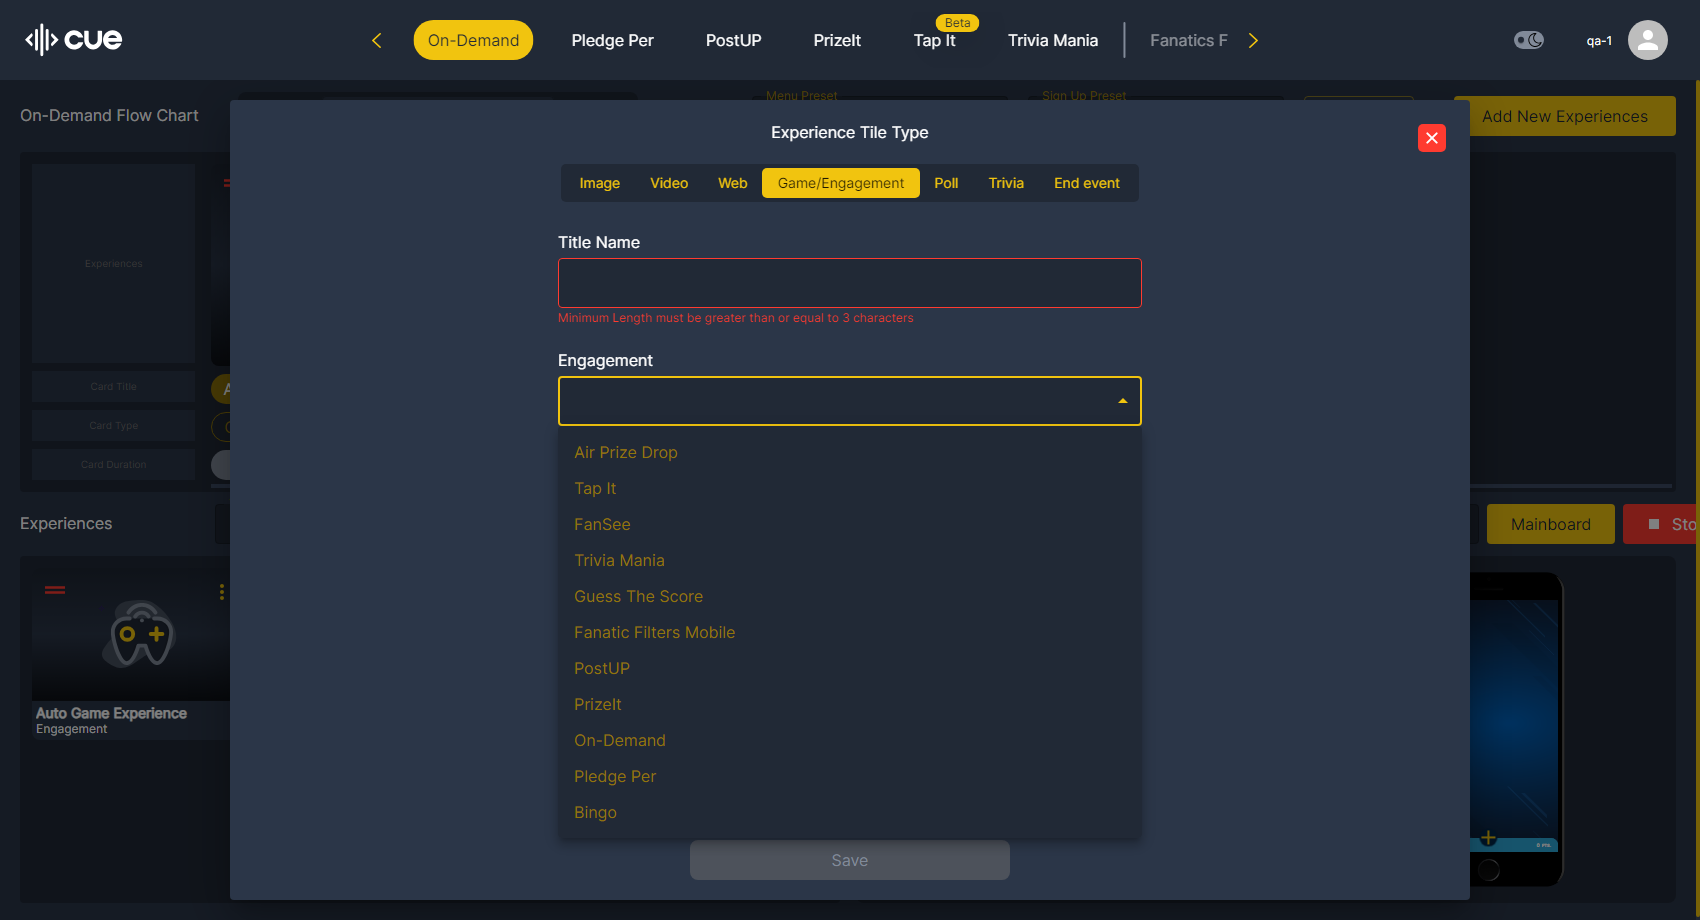 cue
On-Demand
Pledge Per
PostUP
PrizeIt
Beta
Tap It
Trivia Mania
Fanatics F
qa-1
On-Demand Flow Chart
Menu Preset
Sign Up Preset
Add New Experiences
Experience Tile Type
Image
Video
Web
Game/Engagement
Poll
Trivia
End event
Experiences
Title Name
Minimum Length must be greater than or equal to 3 characters
Engagement
Card Title
A
Card Type
Card Duration
Air Prize Drop
Tap It
FanSee
Trivia Mania
Guess The Score
Fanatic Filters Mobile
PostUP
PrizeIt
On-Demand
Pledge Per
Bingo
Save
Experiences
Mainboard
Sto
Auto Game Experience
Engagement
0 Pts.